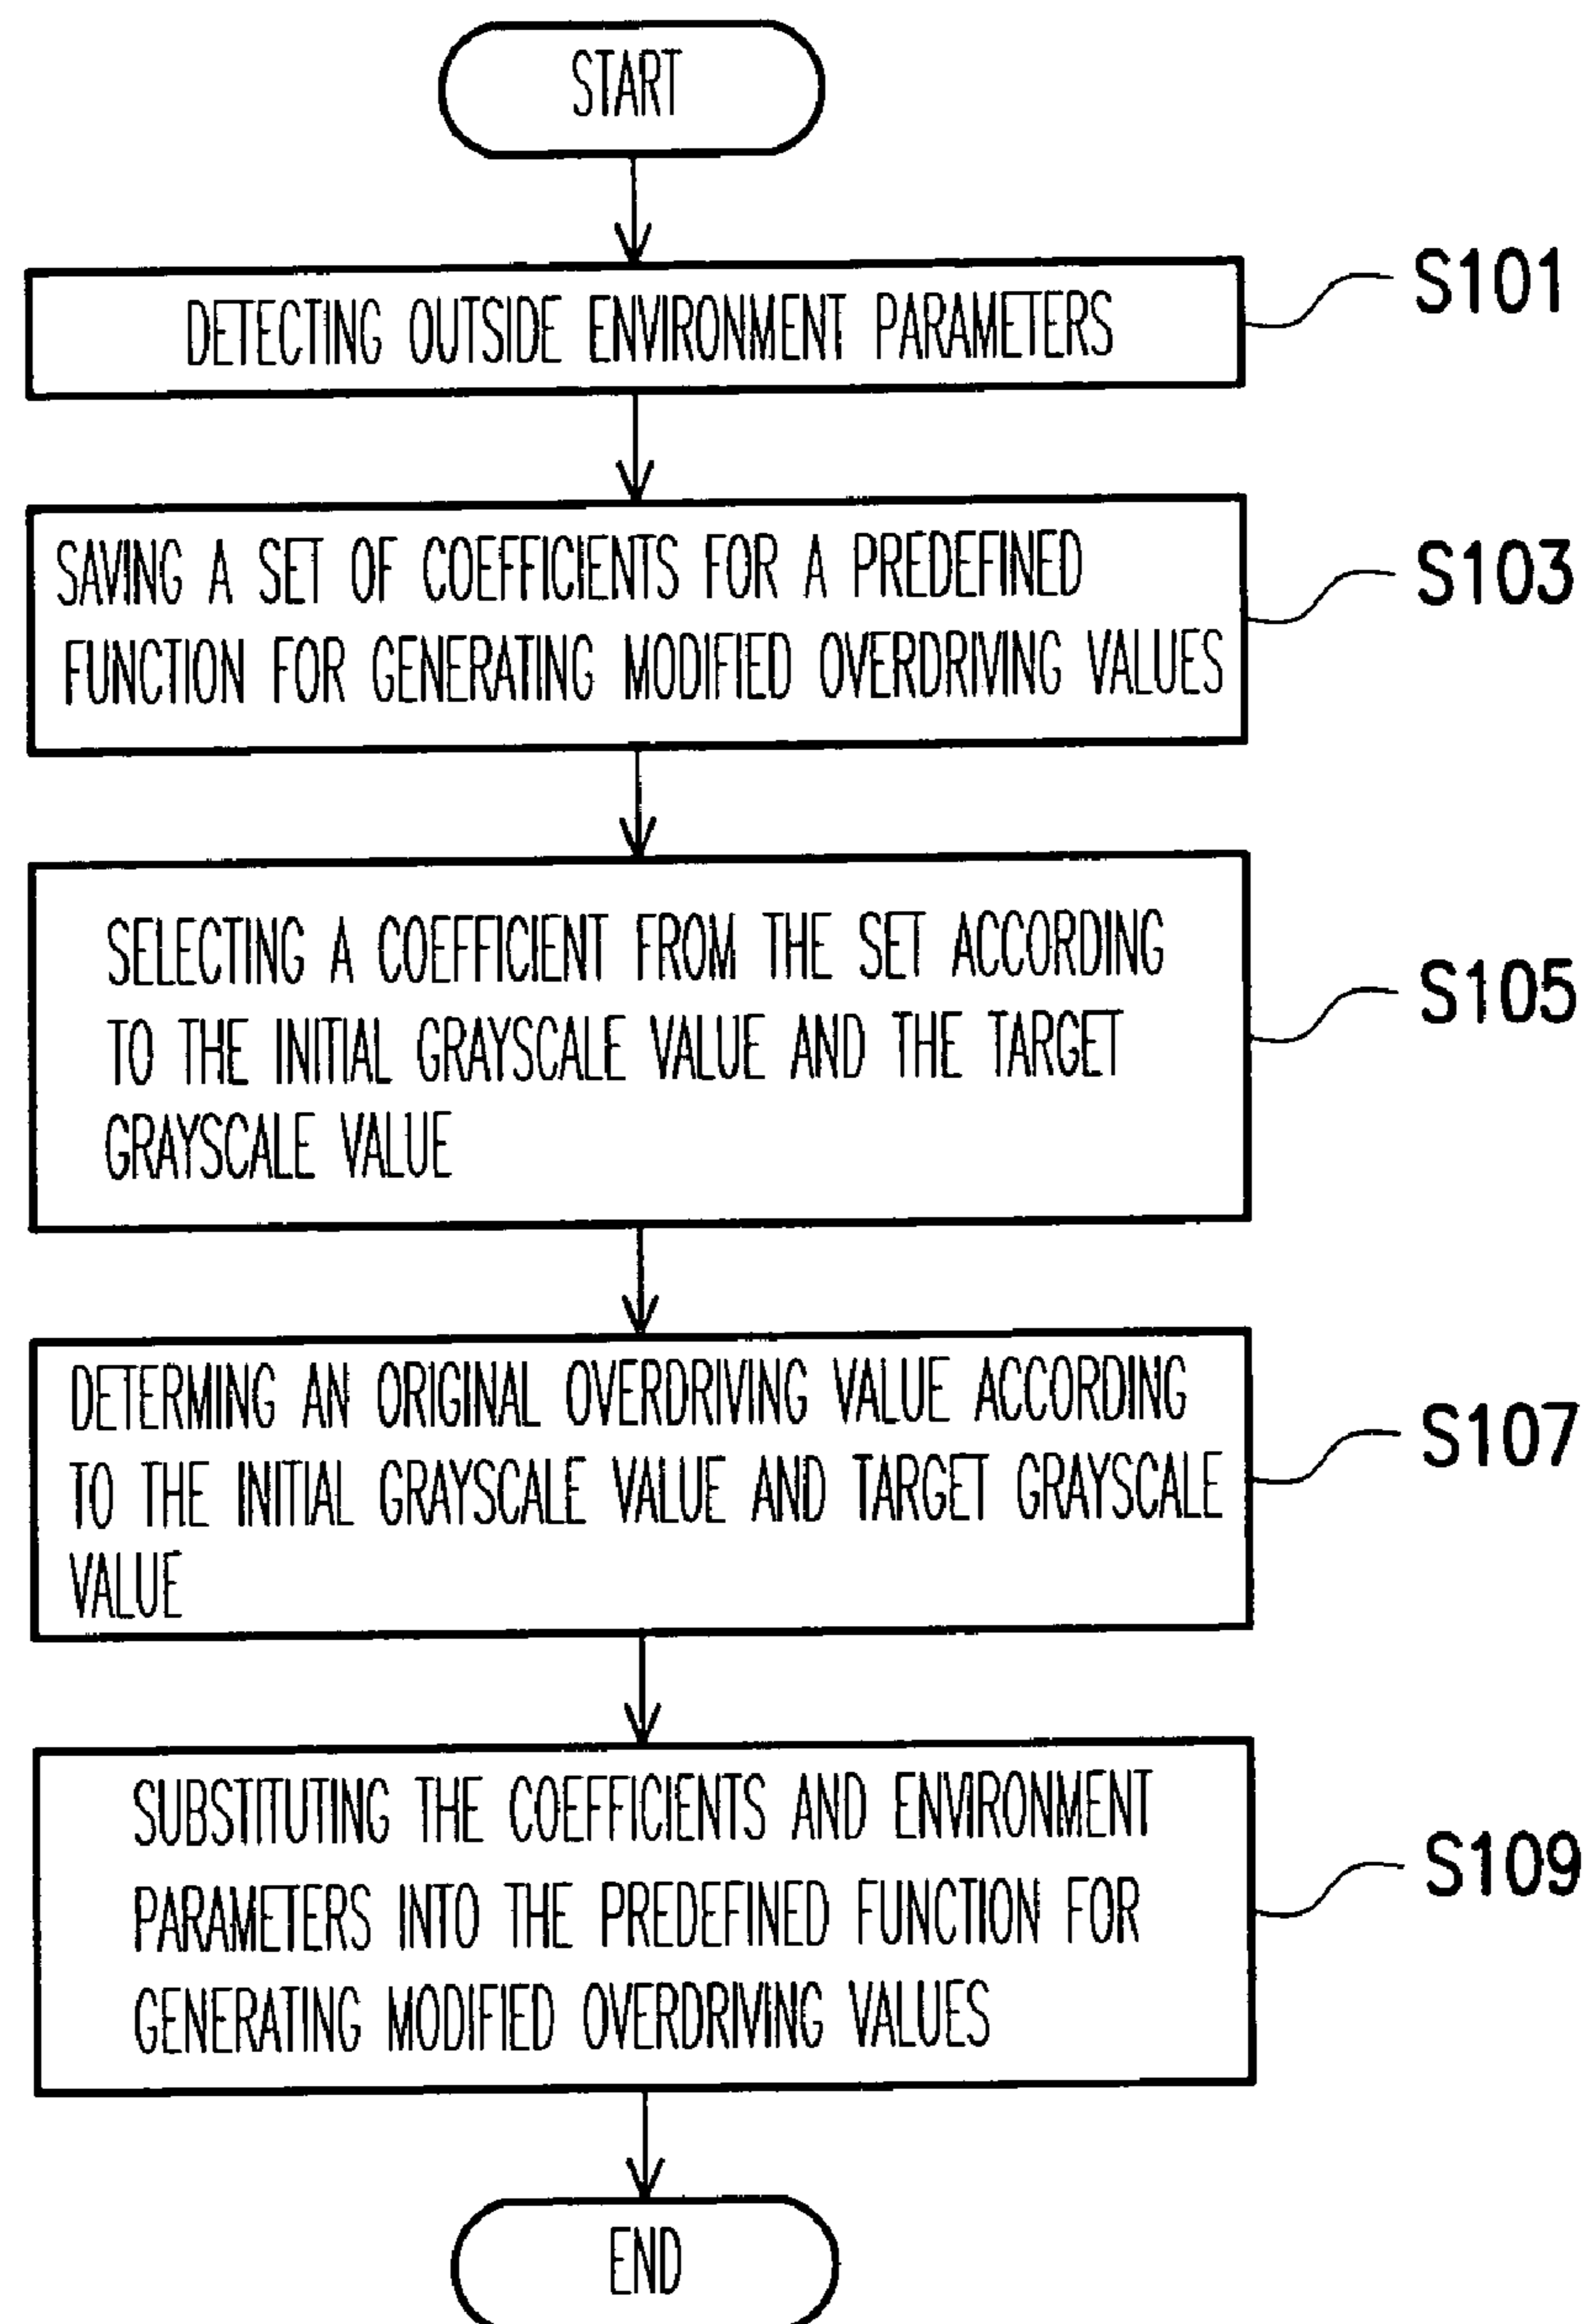 START
DETECTING OUTSIDE ENVIRONMENT PARAMETERS
S101
SAVING A SET OF COEFFICIENTS FOR A PREDEFINED
FUNCTION FOR GENERATING MODIFIED OVERDRIVING VALUES
S103
SELECTING A COEFFICIENT FROM THE SET ACCORDING
TO THE INITIAL GRAYSCALE VALUE AND THE TARGET
GRAYSCALE VALUE
S105
DETERMING AN ORIGINAL OVERDRIVING VALUE ACCORDING
TO THE INITIAL GRAYSCALE VALUE AND TARGET GRAYSCALE
VALUE
S107
SUBSTITUTING THE COEFFICIENTS AND ENVIRONMENT
PARAMETERS INTO THE PREDEFINED FUNCTION FOR
GENERATING MODIFIED OVERDRIVING VALUES
S109
END